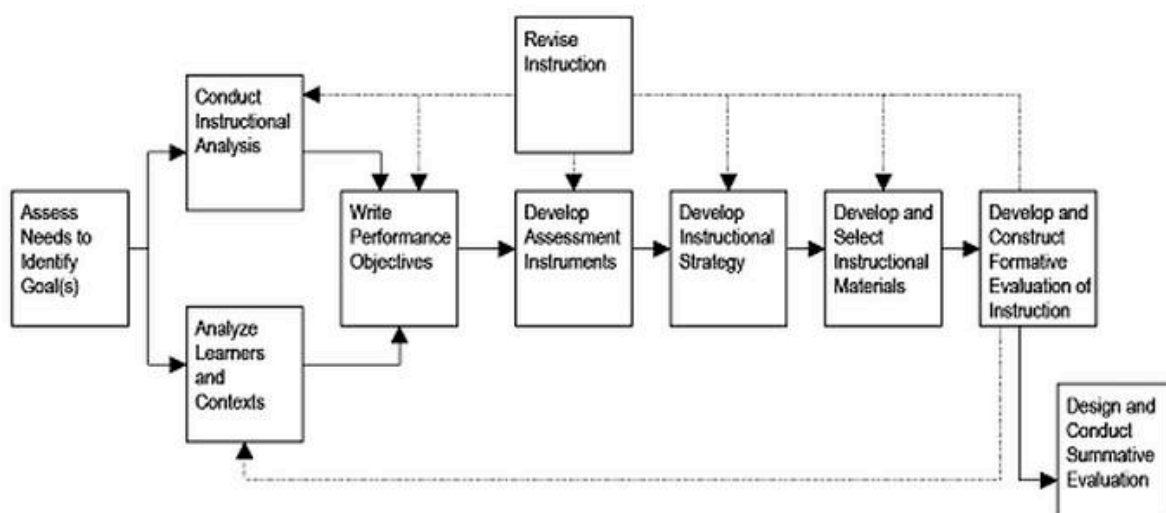 Revise
Instruction
Conduct
Instructional
Analysis
Assess
Needs to
Identify
Goal(s)
Write
Performance
Objectives
Develop
Assessment
Instruments
Develop
Instructional
Strategy
Develop and
Select
Instructional
Materials
Develop and
Construct
Formative
Evaluation of
Instruction
Analyze
Learners
and
Contexts
Design and
Conduct
Summative
Evaluation